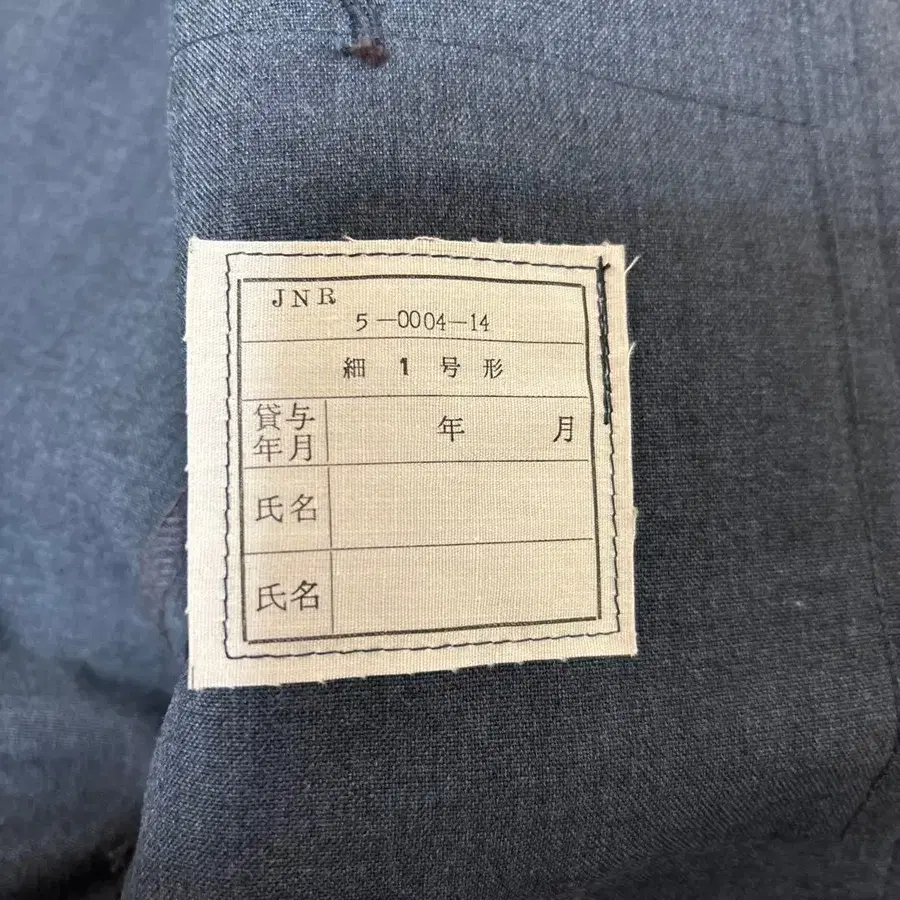 JNR
5-0004-14
細 1 号 形
貸与年月 年 月
氏名
氏名